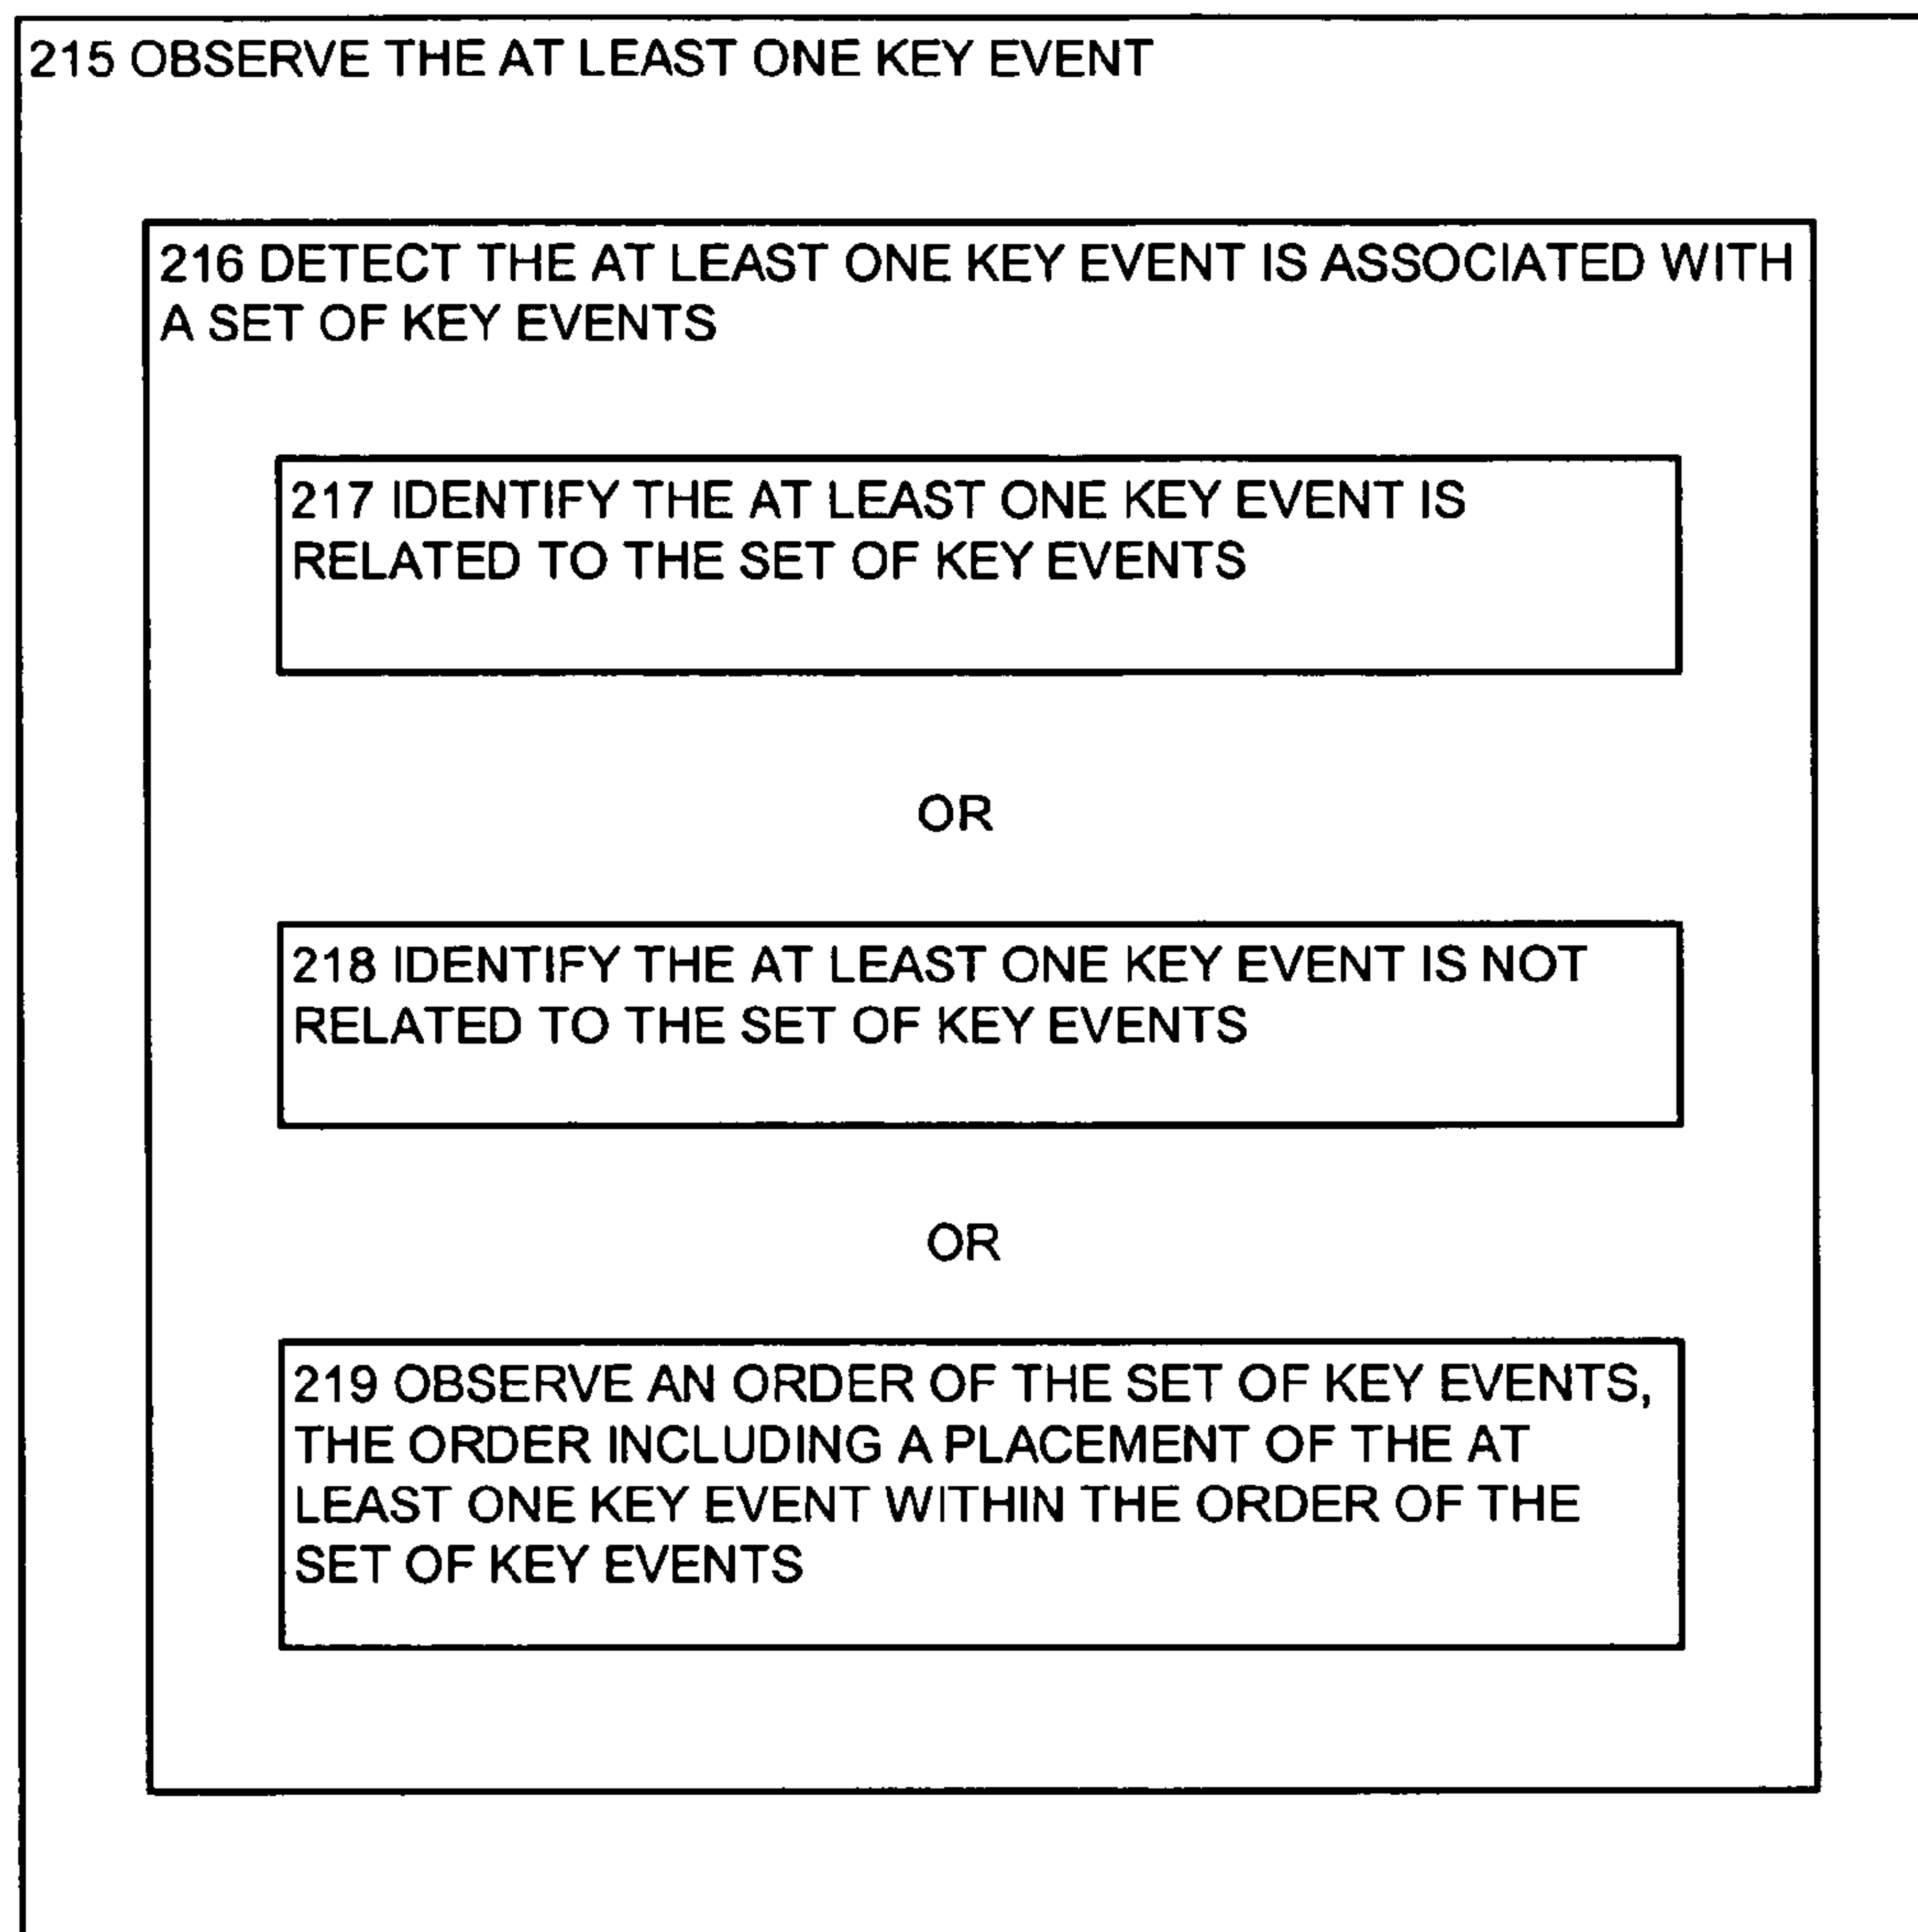 215 OBSERVE THE AT LEAST ONE KEY EVENT
216 DETECT THE AT LEAST ONE KEY EVENT IS ASSOCIATED WITH
A SET OF KEY EVENTS
217 IDENTIFY THE AT LEAST ONE KEY EVENT IS
RELATED TO THE SET OF KEY EVENTS
OR
218 IDENTIFY THE AT LEAST ONE KEY EVENT IS NOT
RELATED TO THE SET OF KEY EVENTS
OR
219 OBSERVE AN ORDER OF THE SET OF KEY EVENTS,
THE ORDER INCLUDING A PLACEMENT OF THE AT
LEAST ONE KEY EVENT WITHIN THE ORDER OF THE
SET OF KEY EVENTS